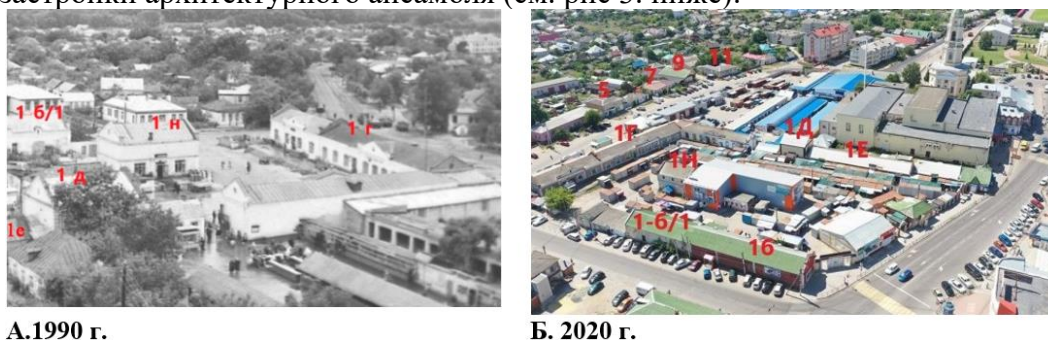 застройки архитектурного ансамбля (см. рис 3. ниже).
1 б/1
1 н
1 г
1 д
1е
5
7
9
11
1Г
1Д
1Н
1Е
1-б/1
1б
А.1990 г.
Б. 2020 г.